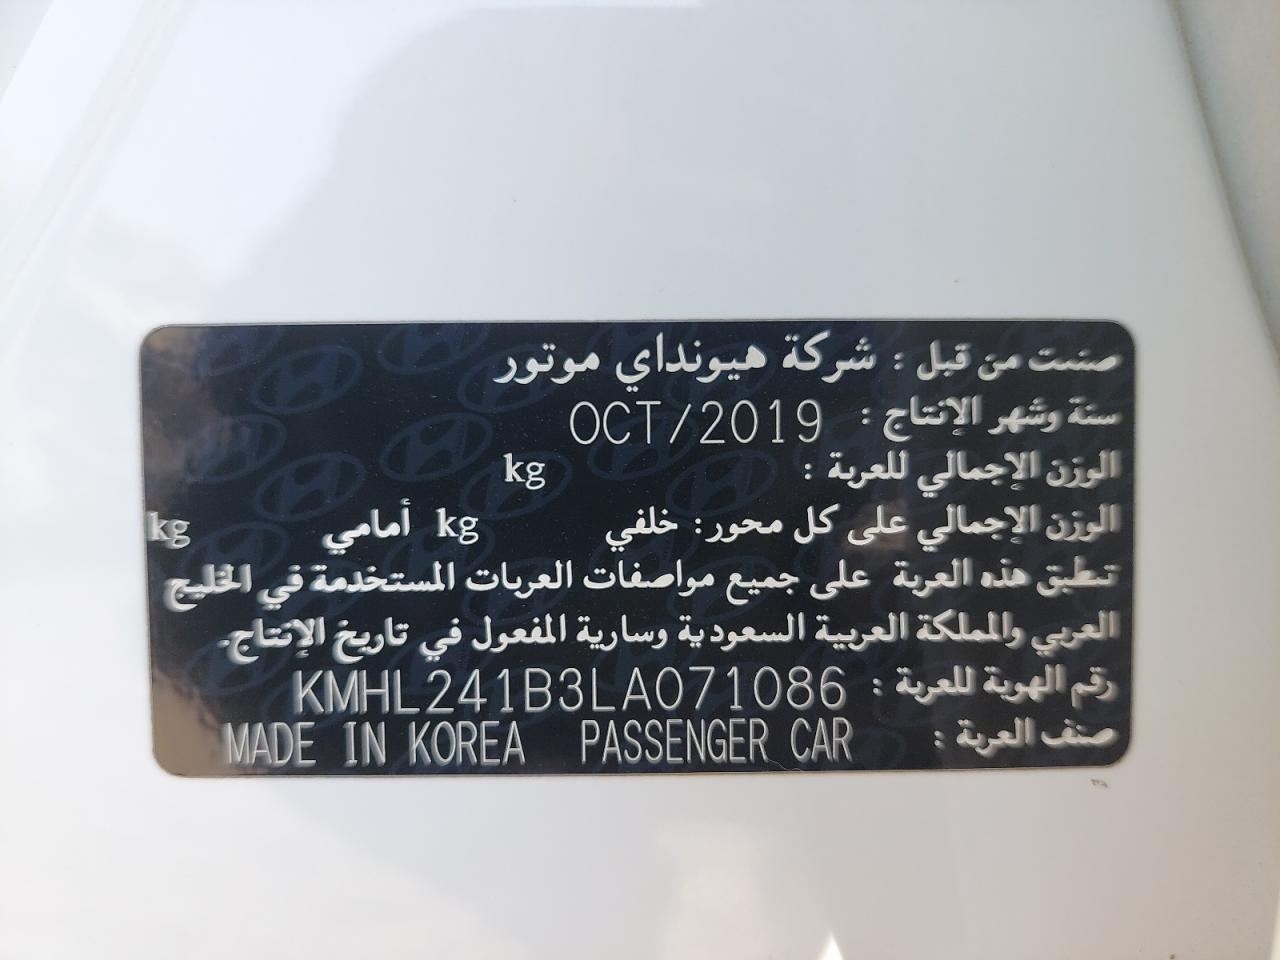 صنعت من قبل : شركة هيونداي موتور
سنة وشهر الإنتاج : OCT/2019
الوزن الإجمالي للعربة : kg
الوزن الإجمالي على كل محور: خلفي kg أمامي kg
تنطبق هذه العربة على جميع مواصفات العربات المستخدمة في الخليج
العربي والمملكة العربية السعودية وسارية المفعول في تاريخ الإنتاج.
رقم الهوية للعربة : KMHL241B3LA071086
صنف العربة : MADE IN KOREA PASSENGER CAR